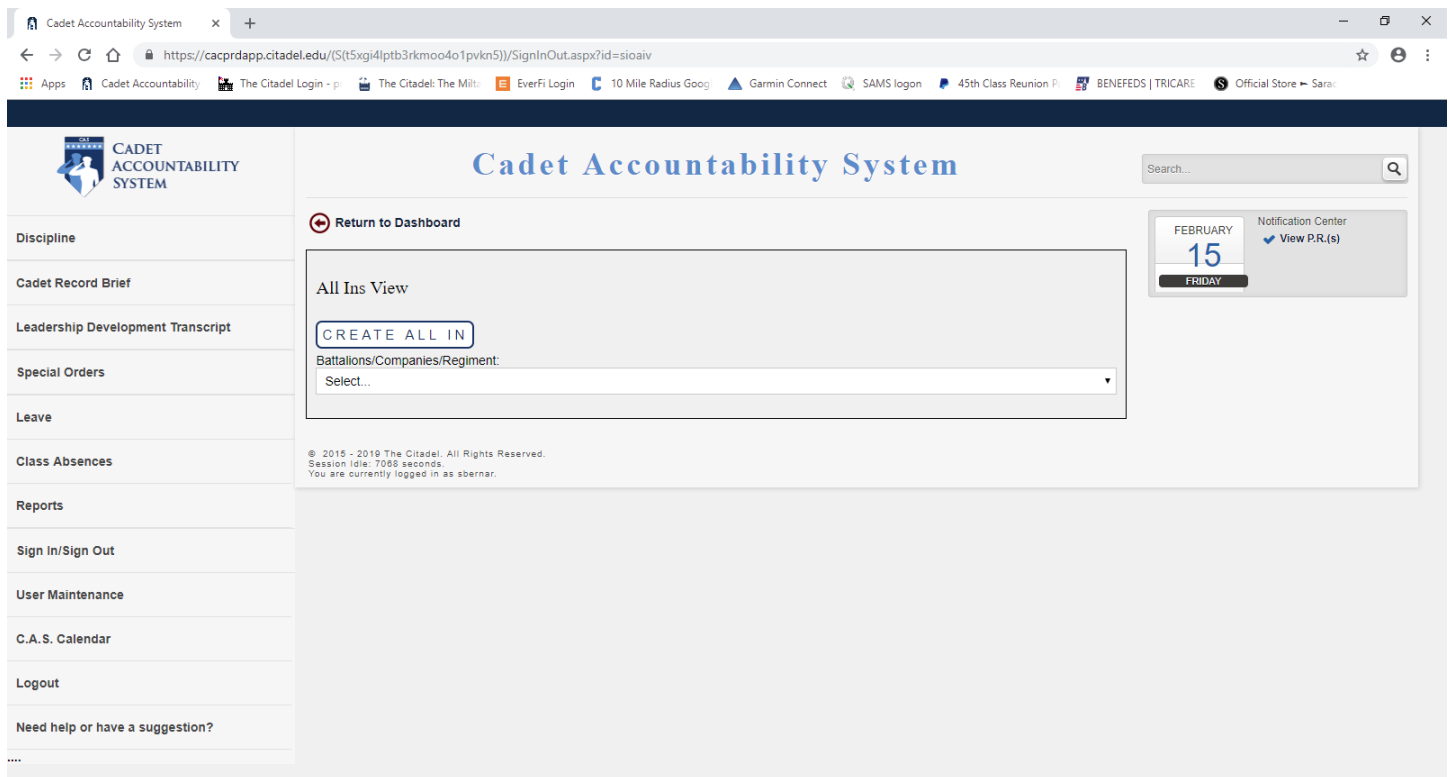 Cadet Accountability System
https://cacprdapp.citadel.edu/(S(t5xgi4lptb3rkmoo4o1pvkn5))/SignInOut.aspx?id=sioaiv
Apps Cadet Accountability The Citadel Login - p The Citadel: The Milita EverFi Login 10 Mile Radius Goog Garmin Connect SAMS logon 45th Class Reunion P BENEFEDS | TRICARE Official Store ► Sarac
CAS
CADET
ACCOUNTABILITY
SYSTEM
Cadet Accountability System
Search...
Discipline
Cadet Record Brief
Leadership Development Transcript
Special Orders
Leave
Class Absences
Reports
Sign In/Sign Out
User Maintenance
C.A.S. Calendar
Logout
Need help or have a suggestion?
....
Return to Dashboard
All Ins View
CREATE ALL IN
Battalions/Companies/Regiment:
Select...
© 2015 - 2019 The Citadel. All Rights Reserved.
Session Idle: 7068 seconds.
You are currently logged in as sbernar.
FEBRUARY
15
FRIDAY
Notification Center
View P.R.(s)